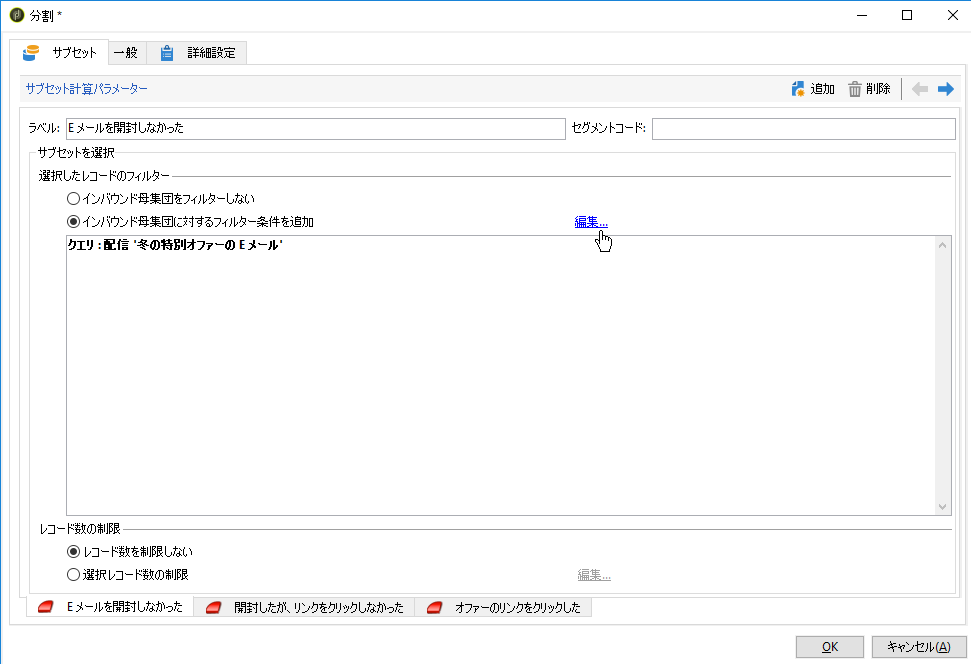 分割 *
サブセット 一般 詳細設定
サブセット計算パラメーター 追加 削除
ラベル: Eメールを開封しなかった セグメントコード:
サブセットを選択
選択したレコードのフィルター
インバウンド母集団をフィルターしない
インバウンド母集団に対するフィルター条件を追加 編集...
クエリ : 配信 '冬の特別オファーの Eメール'
レコード数の制限
レコード数を制限しない
選択レコード数の制限 編集...
Eメールを開封しなかった 開封したが、リンクをクリックしなかった オファーのリンクをクリックした
OK キャンセル(A)